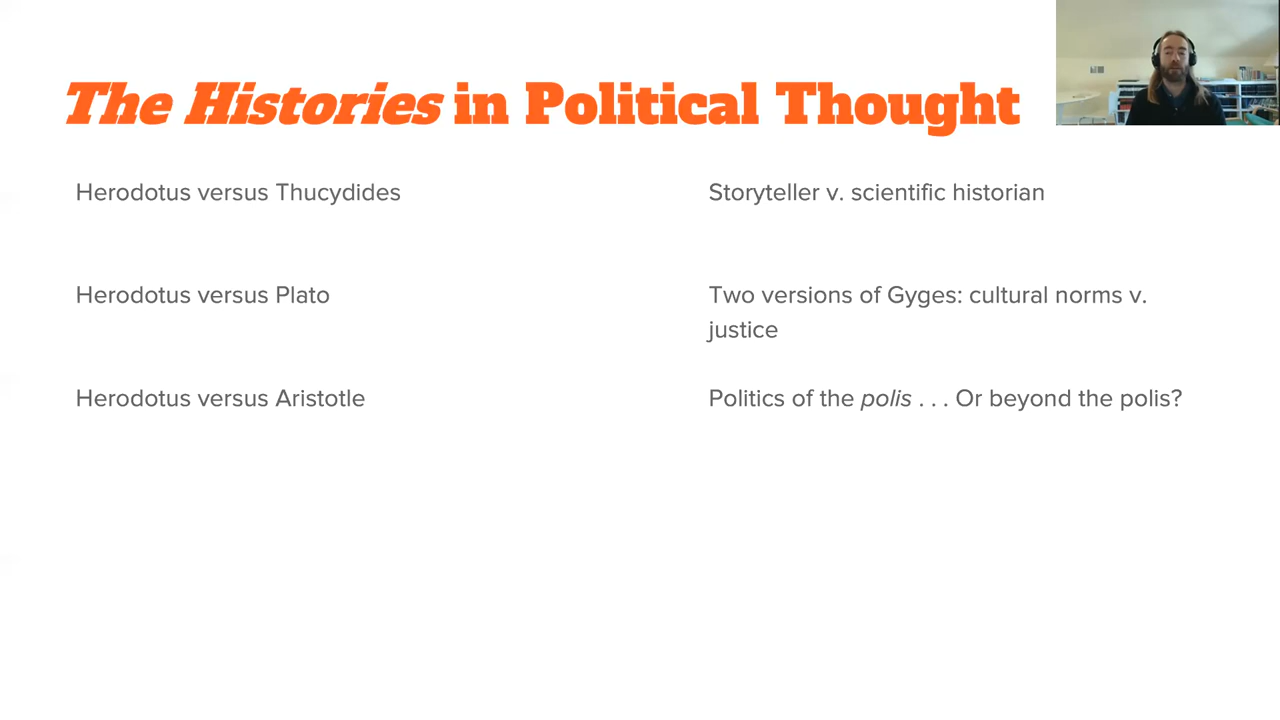 The Histories in Political Thought
Herodotus versus Thucydides
Storyteller v. scientific historian
Herodotus versus Plato
Two versions of Gyges: cultural norms v.
justice
Herodotus versus Aristotle
Politics of the polis . . . Or beyond the polis?